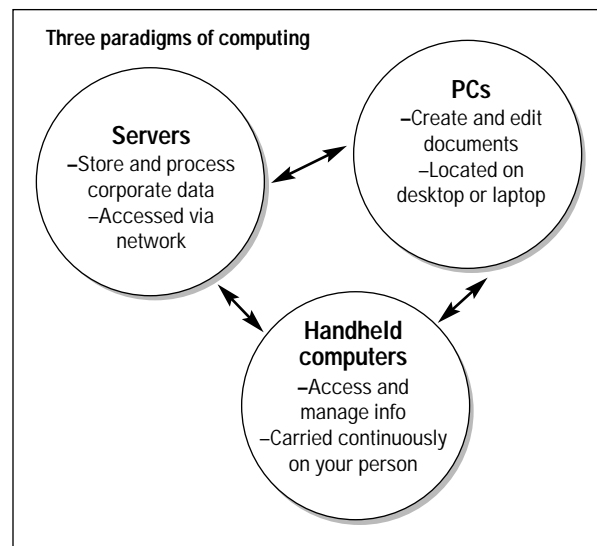 Three paradigms of computing
Servers
–Store and process
corporate data
–Accessed via
network
PCs
–Create and edit
documents
–Located on
desktop or laptop
Handheld
computers
–Access and
manage info
–Carried continuously
on your person